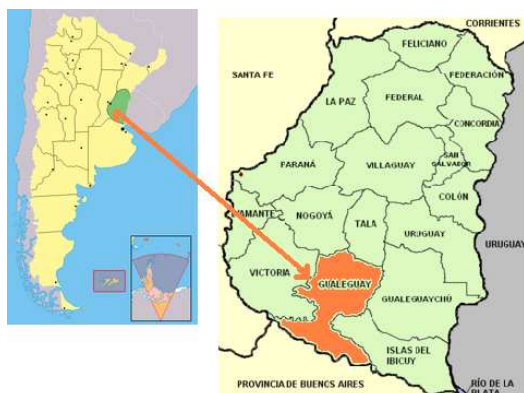 CORRIENTES
FELICIANO
SANTA FE
FEDERACIÓN
LA PAZ
FEDERAL
CONCORDIA
PARANÁ
VILLAGUAY
SAN
SALVADOR
COLÓN
NOGOYÁ
TALA
URUGUAY
URUGUAY
VICTORIA
GUALEGUAY
GUALEGUAYCHÚ
ISLAS DEL
IBICUY
PROVINCIA DE BUENOS AIRES
RÍO DE LA
PLATA